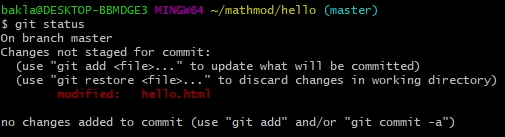 bakla@DESKTOP-BBMDGE3 MINGW64 ~/mathmod/hello (master)
$ git status
On branch master
Changes not staged for commit:
  (use "git add <file>..." to update what will be committed)
  (use "git restore <file>..." to discard changes in working directory)
        modified:   hello.html

no changes added to commit (use "git add" and/or "git commit -a")